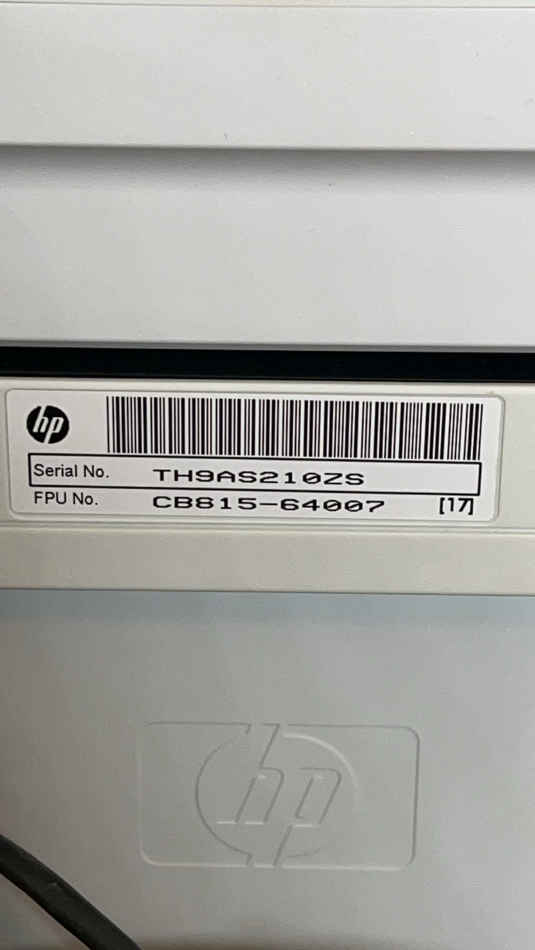 hp
Serial No. TH9AS210ZS
FPU No. CB815-64007 [17]
hp